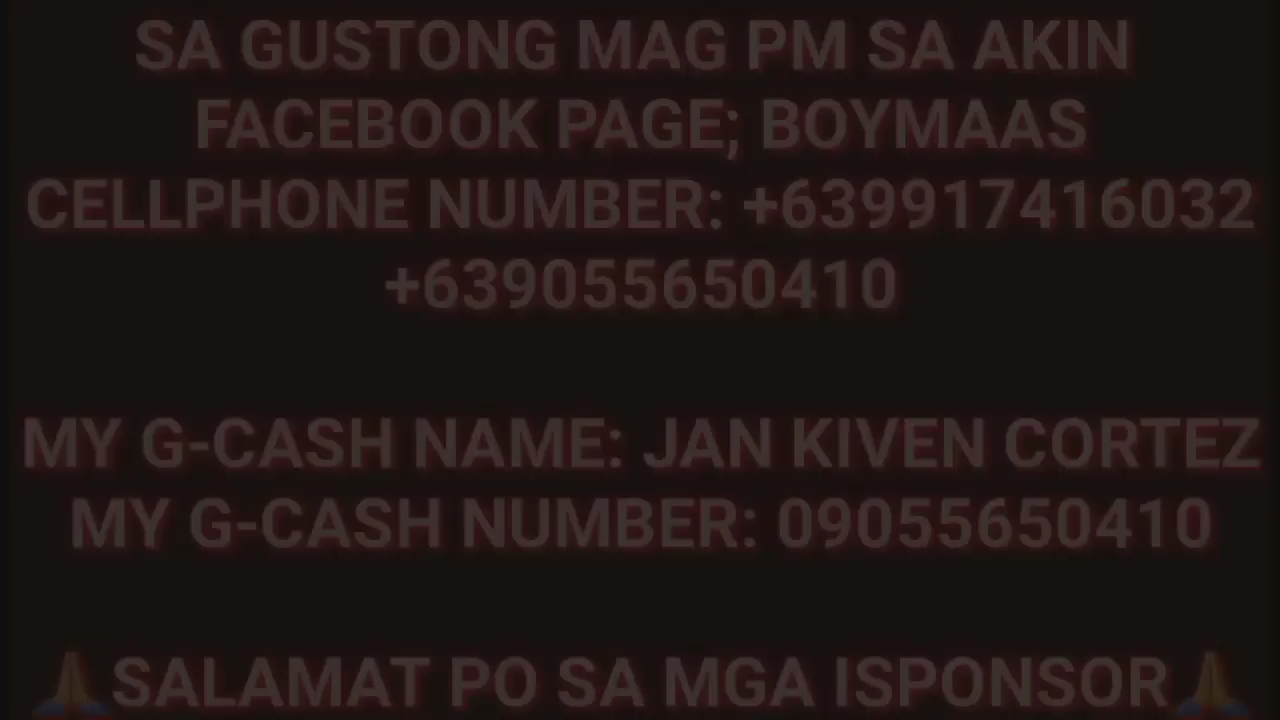 SA GUSTONG MAG PM SA AKIN
FACEBOOK PAGE; BOYMAAS
CELLPHONE NUMBER: +639917416032
+639055650410
MY G-CASH NAME: JAN KIVEN CORTEZ
MY G-CASH NUMBER: 09055650410
🙏SALAMAT PO SA MGA ISPONSOR🙏